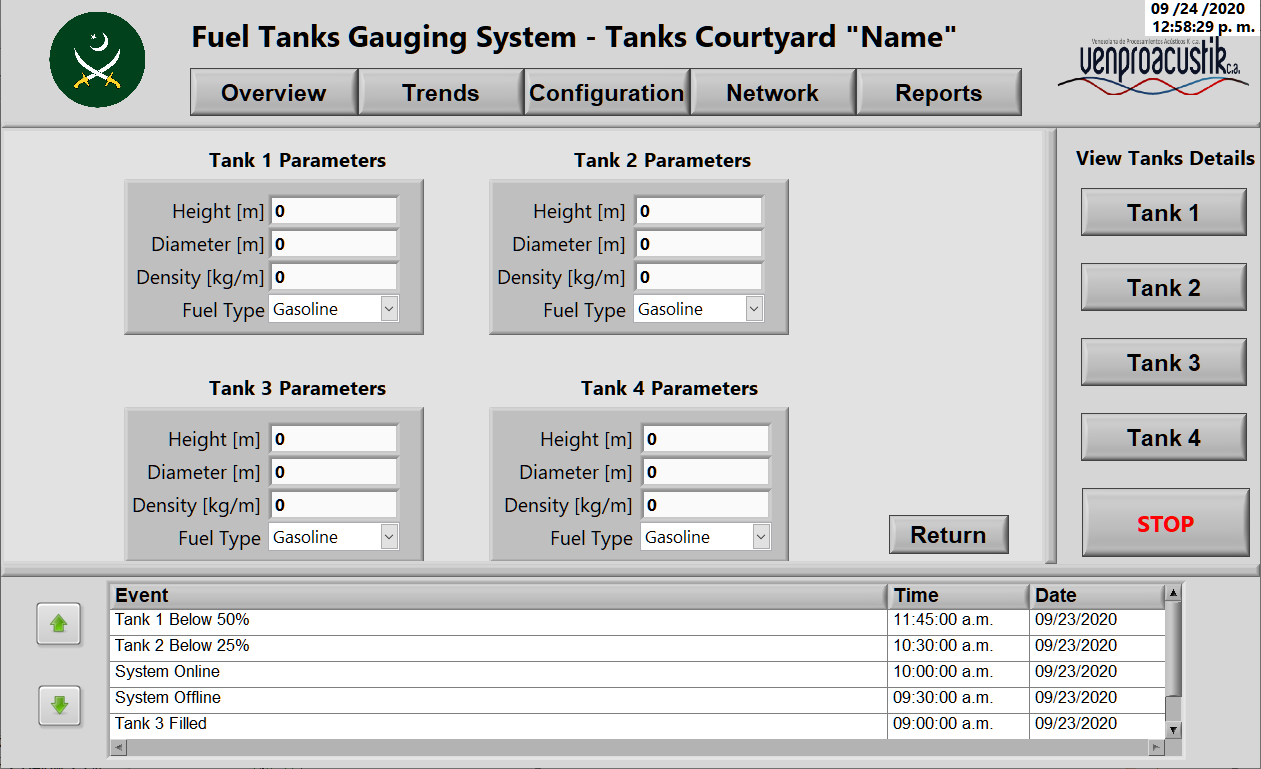 09 /24 /2020
12:58:29 p. m.
Fuel Tanks Gauging System - Tanks Courtyard "Name"
Venezolana de Procesamientos Acústicos K c.a.
venproacustik c.a.
Overview Trends Configuration Network Reports
Tank 1 Parameters
Height [m] 0
Diameter [m] 0
Density [kg/m] 0
Fuel Type Gasoline
Tank 2 Parameters
Height [m] 0
Diameter [m] 0
Density [kg/m] 0
Fuel Type Gasoline
Tank 3 Parameters
Height [m] 0
Diameter [m] 0
Density [kg/m] 0
Fuel Type Gasoline
Tank 4 Parameters
Height [m] 0
Diameter [m] 0
Density [kg/m] 0
Fuel Type Gasoline
Return
View Tanks Details
Tank 1
Tank 2
Tank 3
Tank 4
STOP
Event Time Date
Tank 1 Below 50% 11:45:00 a.m. 09/23/2020
Tank 2 Below 25% 10:30:00 a.m. 09/23/2020
System Online 10:00:00 a.m. 09/23/2020
System Offline 09:30:00 a.m. 09/23/2020
Tank 3 Filled 09:00:00 a.m. 09/23/2020